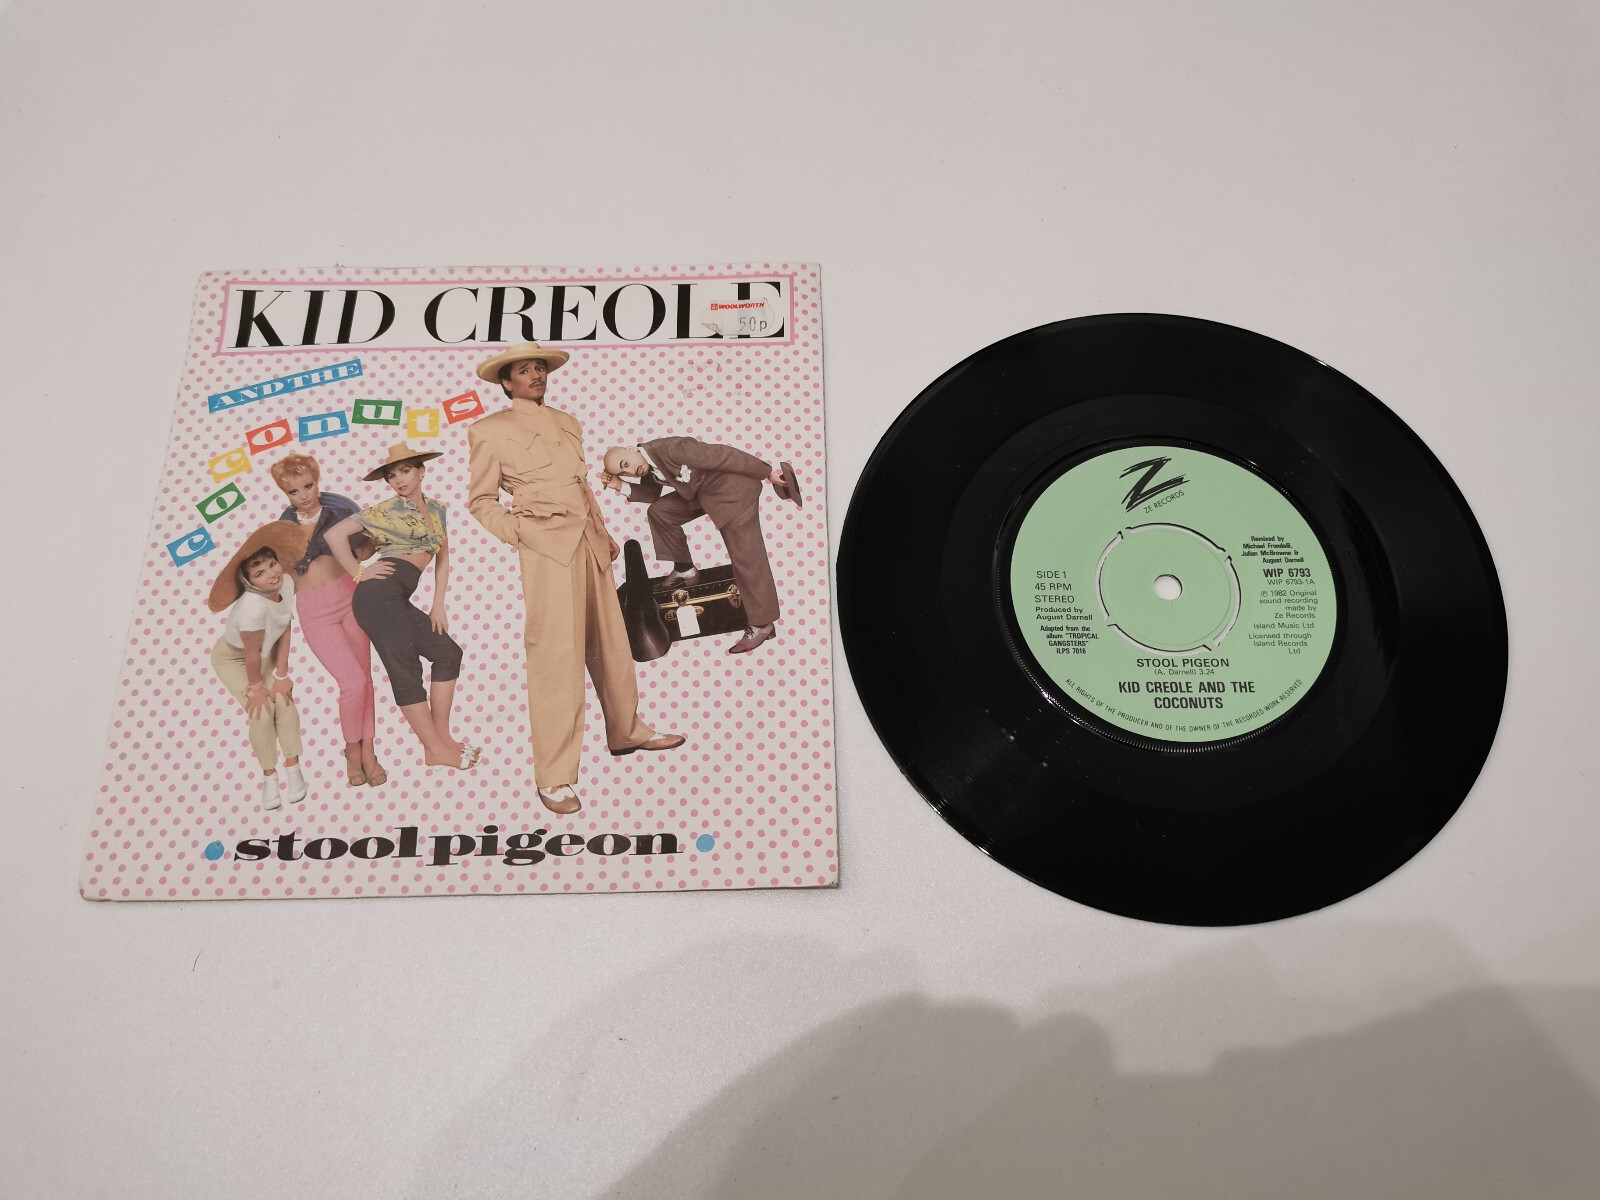 KID CREOLE
WOOLWORTH
50p
AND THE
coconuts
stool pigeon
Z
ZE RECORDS
SIDE 1
45 RPM
STEREO
Produced by
August Darnell
Adapted from the
album "TROPICAL
GANGSTERS"
ILPS 7016
Remixed by
Michael Frondelli,
Julian McBrowne &
August Darnell
WIP 6793
WIP 6793-1A
℗ 1982 Original
sound recording
made by
Ze Records
Island Music Ltd
Licensed through
Island Records
Ltd
STOOL PIGEON
(A. Darnell) 3.24
KID CREOLE AND THE
COCONUTS
ALL RIGHTS OF THE PRODUCER AND OF THE OWNER OF THE RECORDED WORK RESERVED